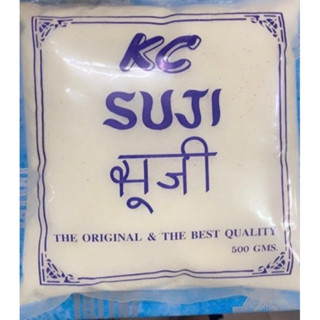 KC
SUJI
सूजी
THE ORIGINAL & THE BEST QUALITY
500 GMS.